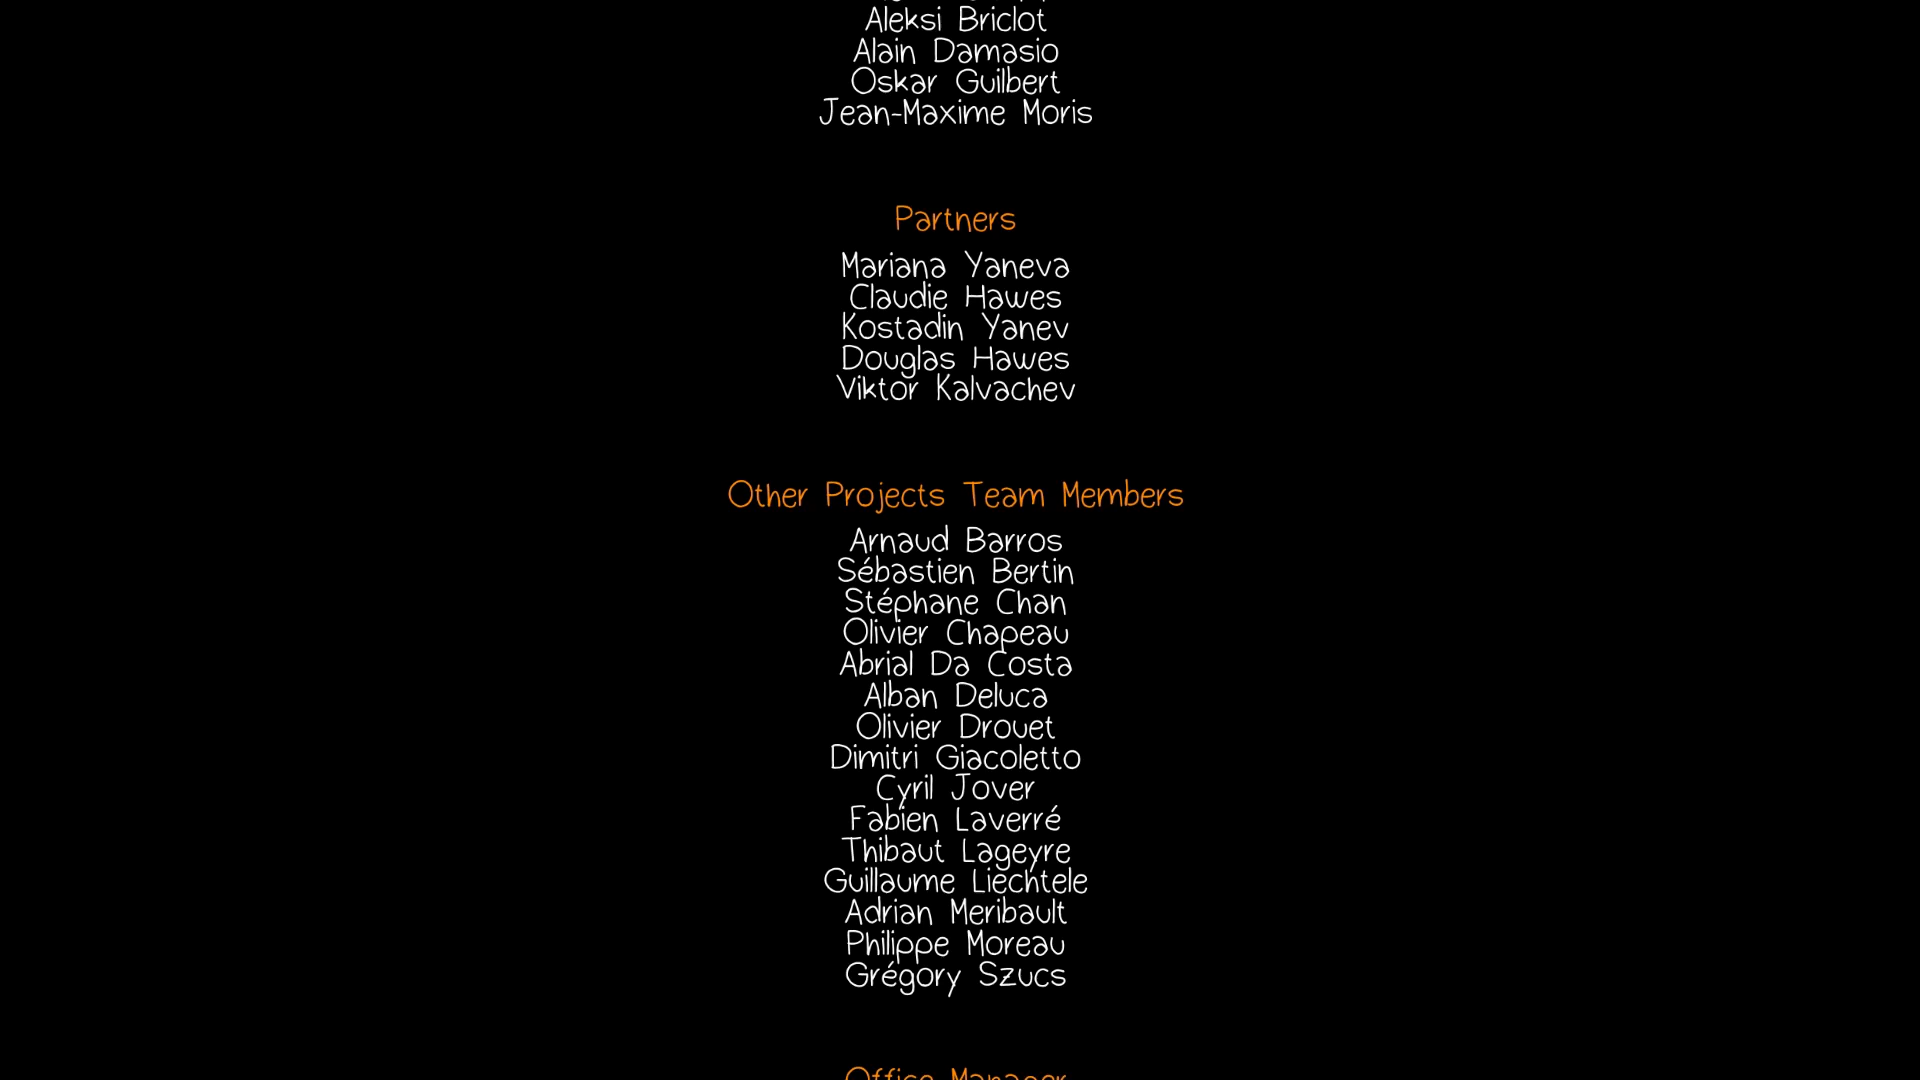 Aleksi Briclot
Alain Damasio
Oskar Guilbert
Jean-Maxime Moris
Partners
Mariana Yaneva
Claudie Hawes
Kostadin Yanev
Douglas Hawes
Viktor Kalvachev
Other Projects Team Members
Arnaud Barros
Sébastien Bertin
Stéphane Chan
Olivier Chapeau
Abrial Da Costa
Alban Deluca
Olivier Drouet
Dimitri Giacoletto
Cyril Jover
Fabien Laverré
Thibaut Lageyre
Guillaume Liechtele
Adrian Meribault
Philippe Moreau
Grégory Szucs
Office Manager